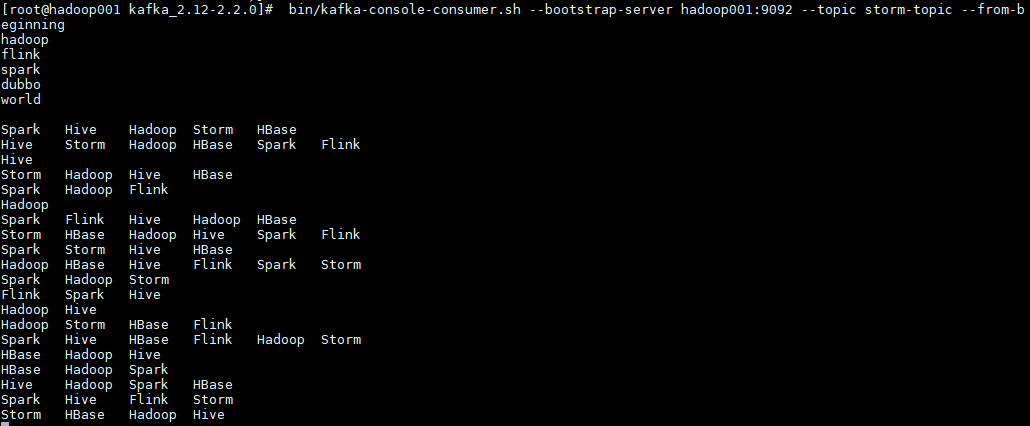 [root@hadoop001 kafka_2.12-2.2.0]#  bin/kafka-console-consumer.sh --bootstrap-server hadoop001:9092 --topic storm-topic --from-b
eginning
hadoop
flink
spark
dubbo
world

Spark   Hive    Hadoop  Storm   HBase
Hive    Storm   Hadoop  HBase   Spark   Flink
Hive
Storm   Hadoop  Hive    HBase
Spark   Hadoop  Flink
Hadoop
Spark   Flink   Hive    Hadoop  HBase
Storm   HBase   Hadoop  Hive    Spark   Flink
Spark   Storm   Hive    HBase
Hadoop  HBase   Hive    Flink   Spark   Storm
Spark   Hadoop  Storm
Flink   Spark   Hive
Hadoop  Hive
Hadoop  Storm   HBase   Flink
Spark   Hive    HBase   Flink   Hadoop  Storm
HBase   Hadoop  Hive
HBase   Hadoop  Spark
Hive    Hadoop  Spark   HBase
Spark   Hive    Flink   Storm
Storm   HBase   Hadoop  Hive